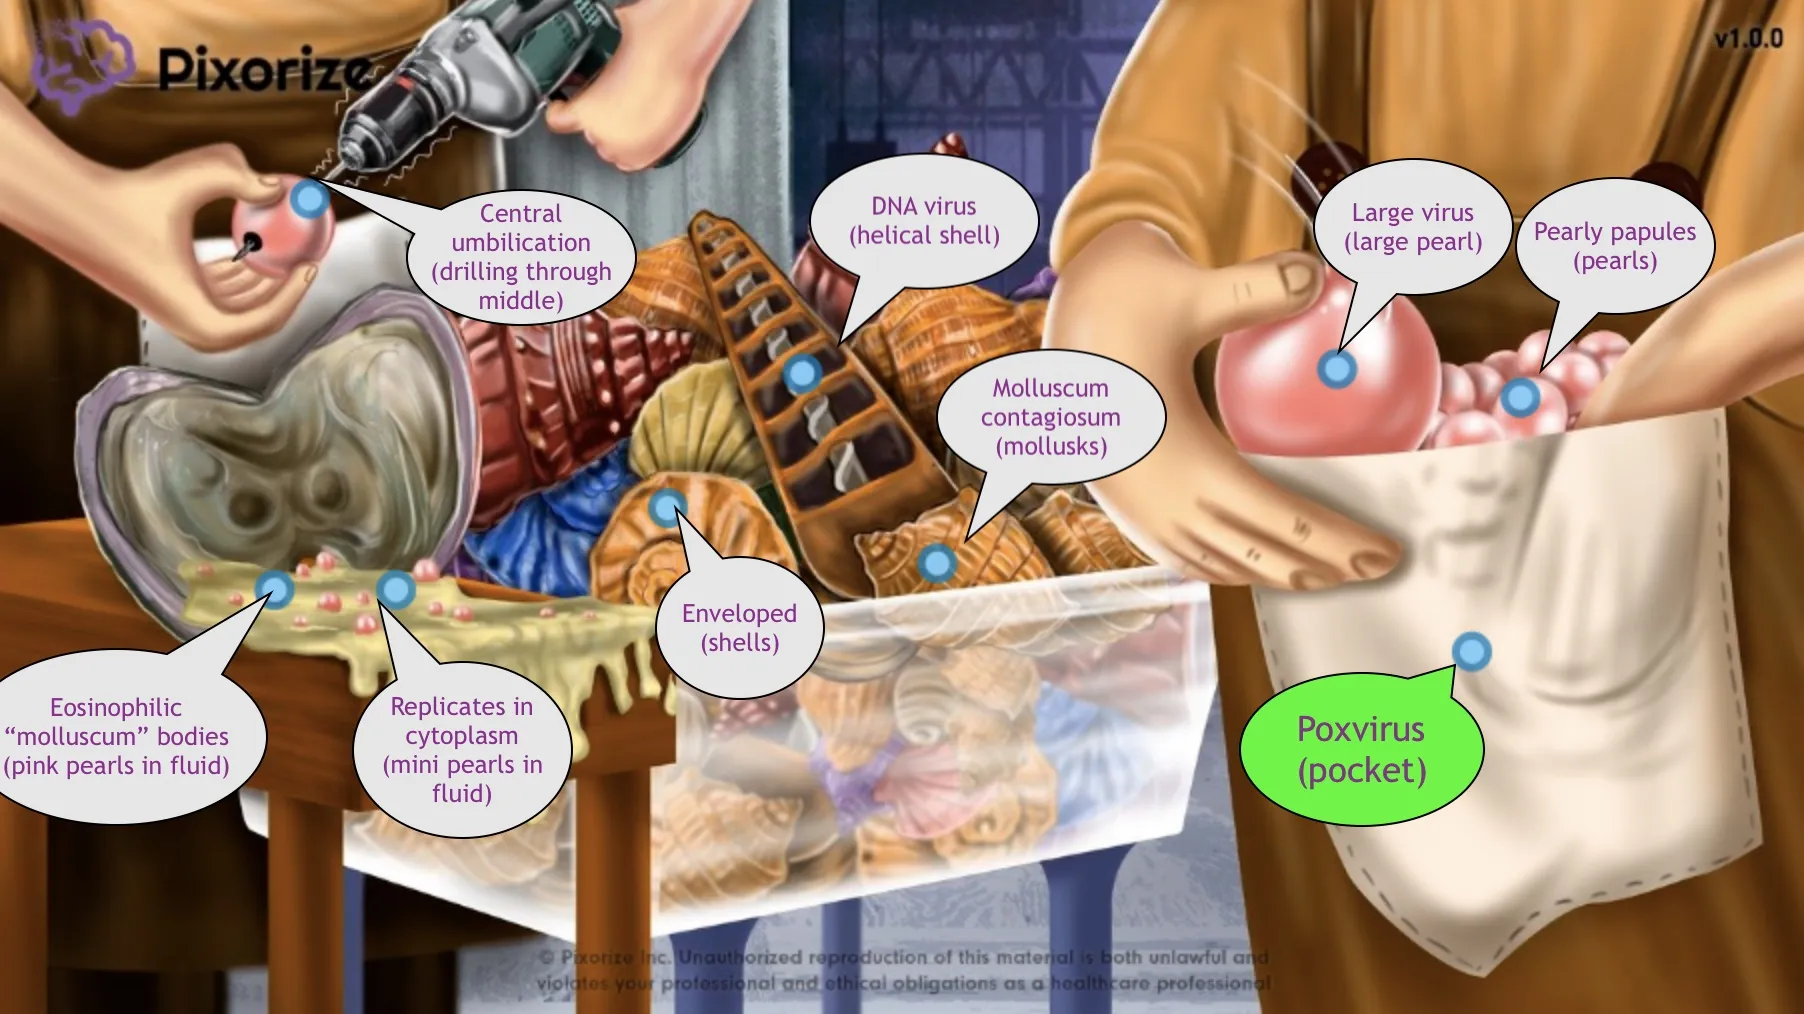 Pixorize
v1.0.0
Central
umbilication
(drilling through
middle)
DNA virus
(helical shell)
Large virus
(large pearl)
Pearly papules
(pearls)
Molluscum
contagiosum
(mollusks)
Enveloped
(shells)
Eosinophilic
“molluscum” bodies
(pink pearls in fluid)
Replicates in
cytoplasm
(mini pearls in
fluid)
Poxvirus
(pocket)
© Pixorize Inc. Unauthorized reproduction of this material is both unlawful and
violates your professional and ethical obligations as a healthcare professional